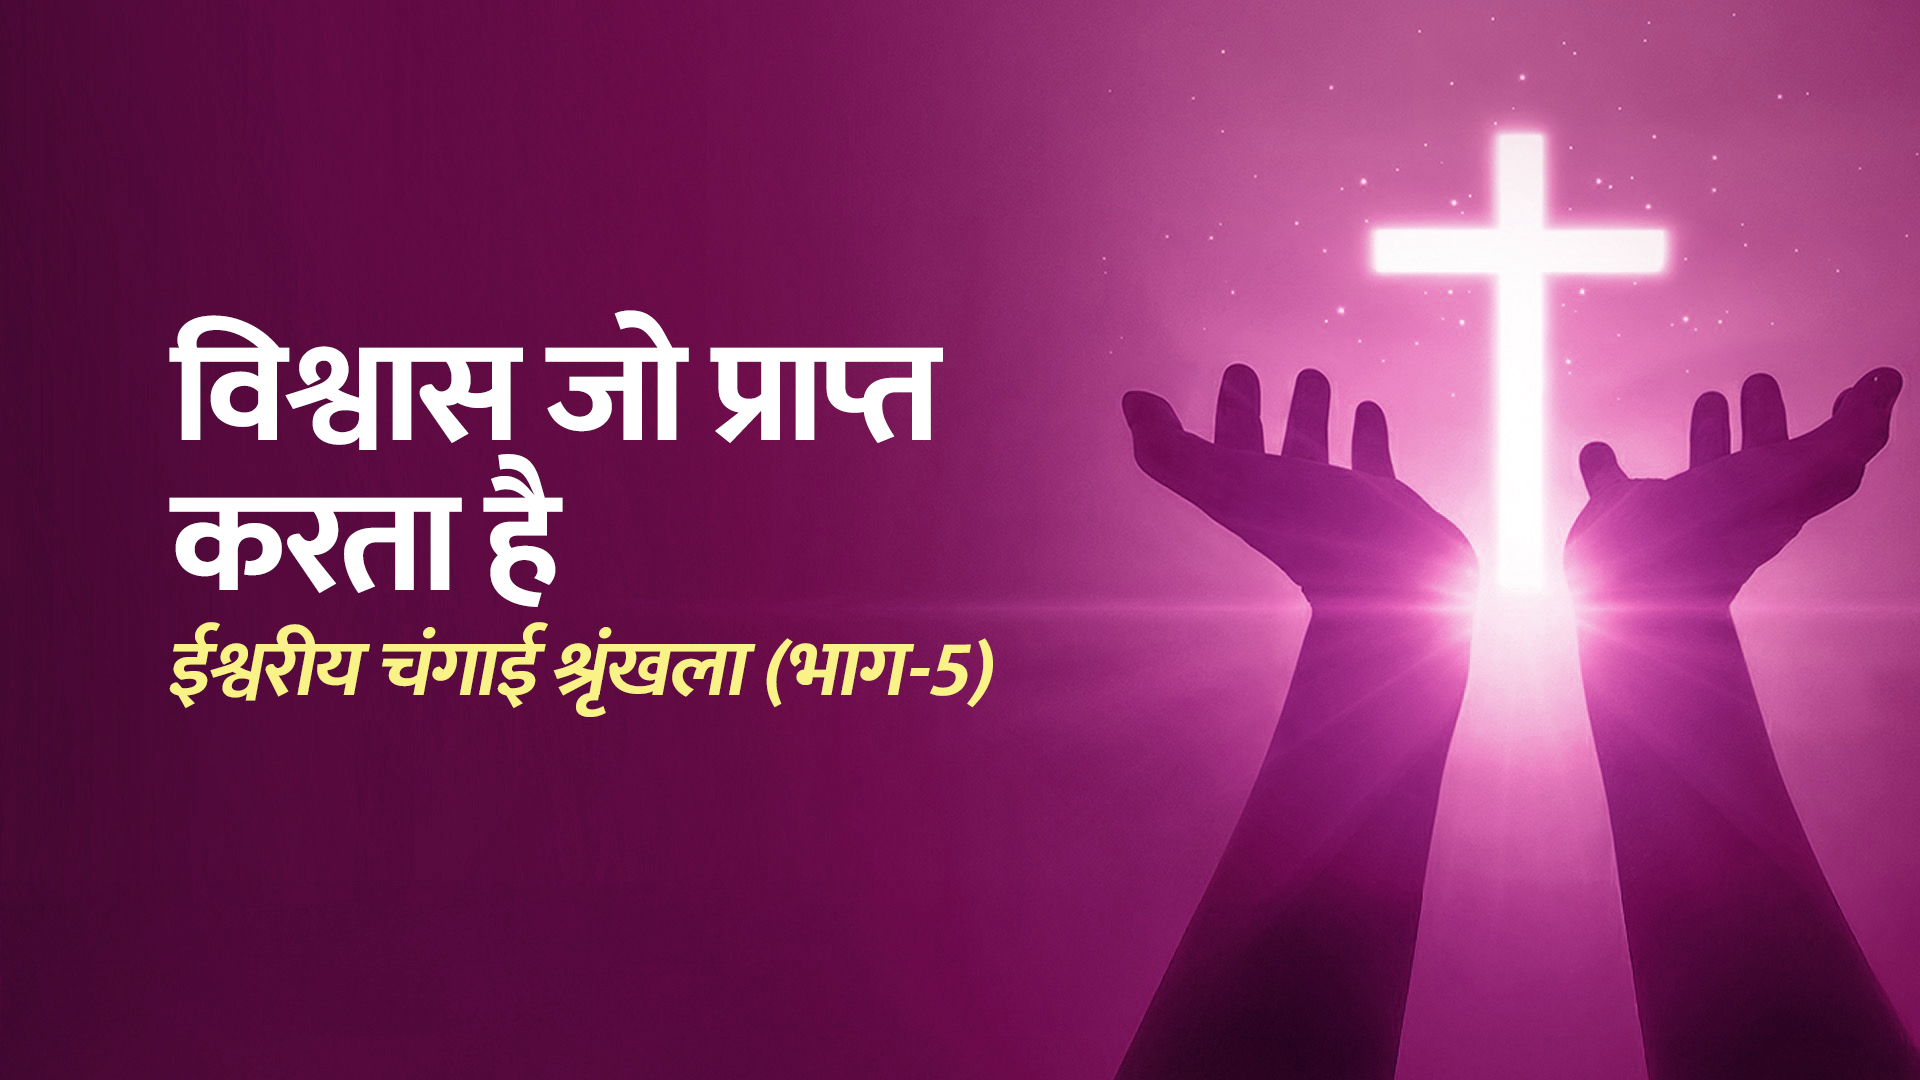 विश्वास जो प्राप्त
करता है
ईश्वरीय चंगाई श्रृंखला (भाग-5)